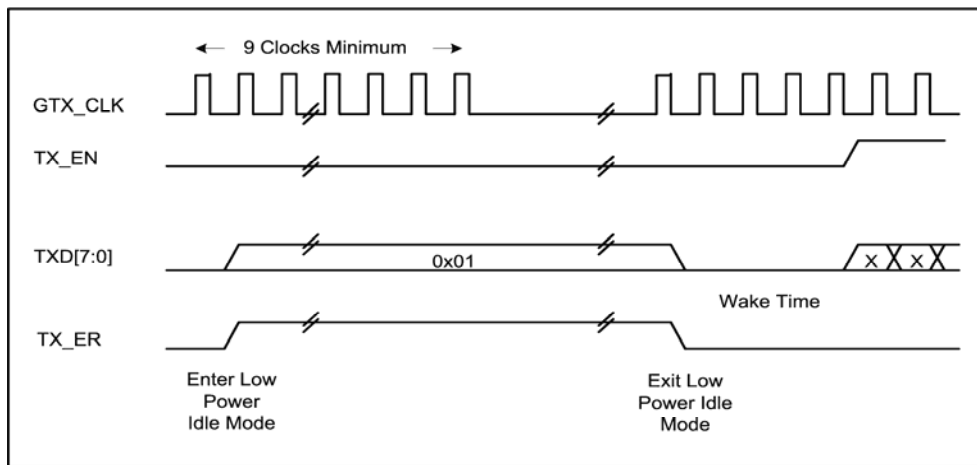 9 Clocks Minimum
GTX_CLK
TX_EN
TXD[7:0]
0x01
X X
Wake Time
TX_ER
Enter Low
Power
Idle Mode
Exit Low
Power Idle
Mode